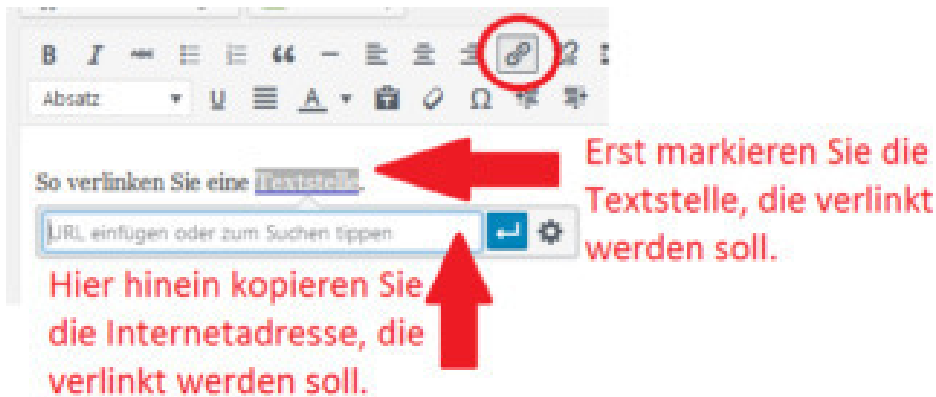 B I
Absatz U A Ω
So verlinken Sie eine Textstelle.
URL einfügen oder zum Suchen tippen
Erst markieren Sie die
Textstelle, die verlinkt
werden soll.
Hier hinein kopieren Sie
die Internetadresse, die
verlinkt werden soll.